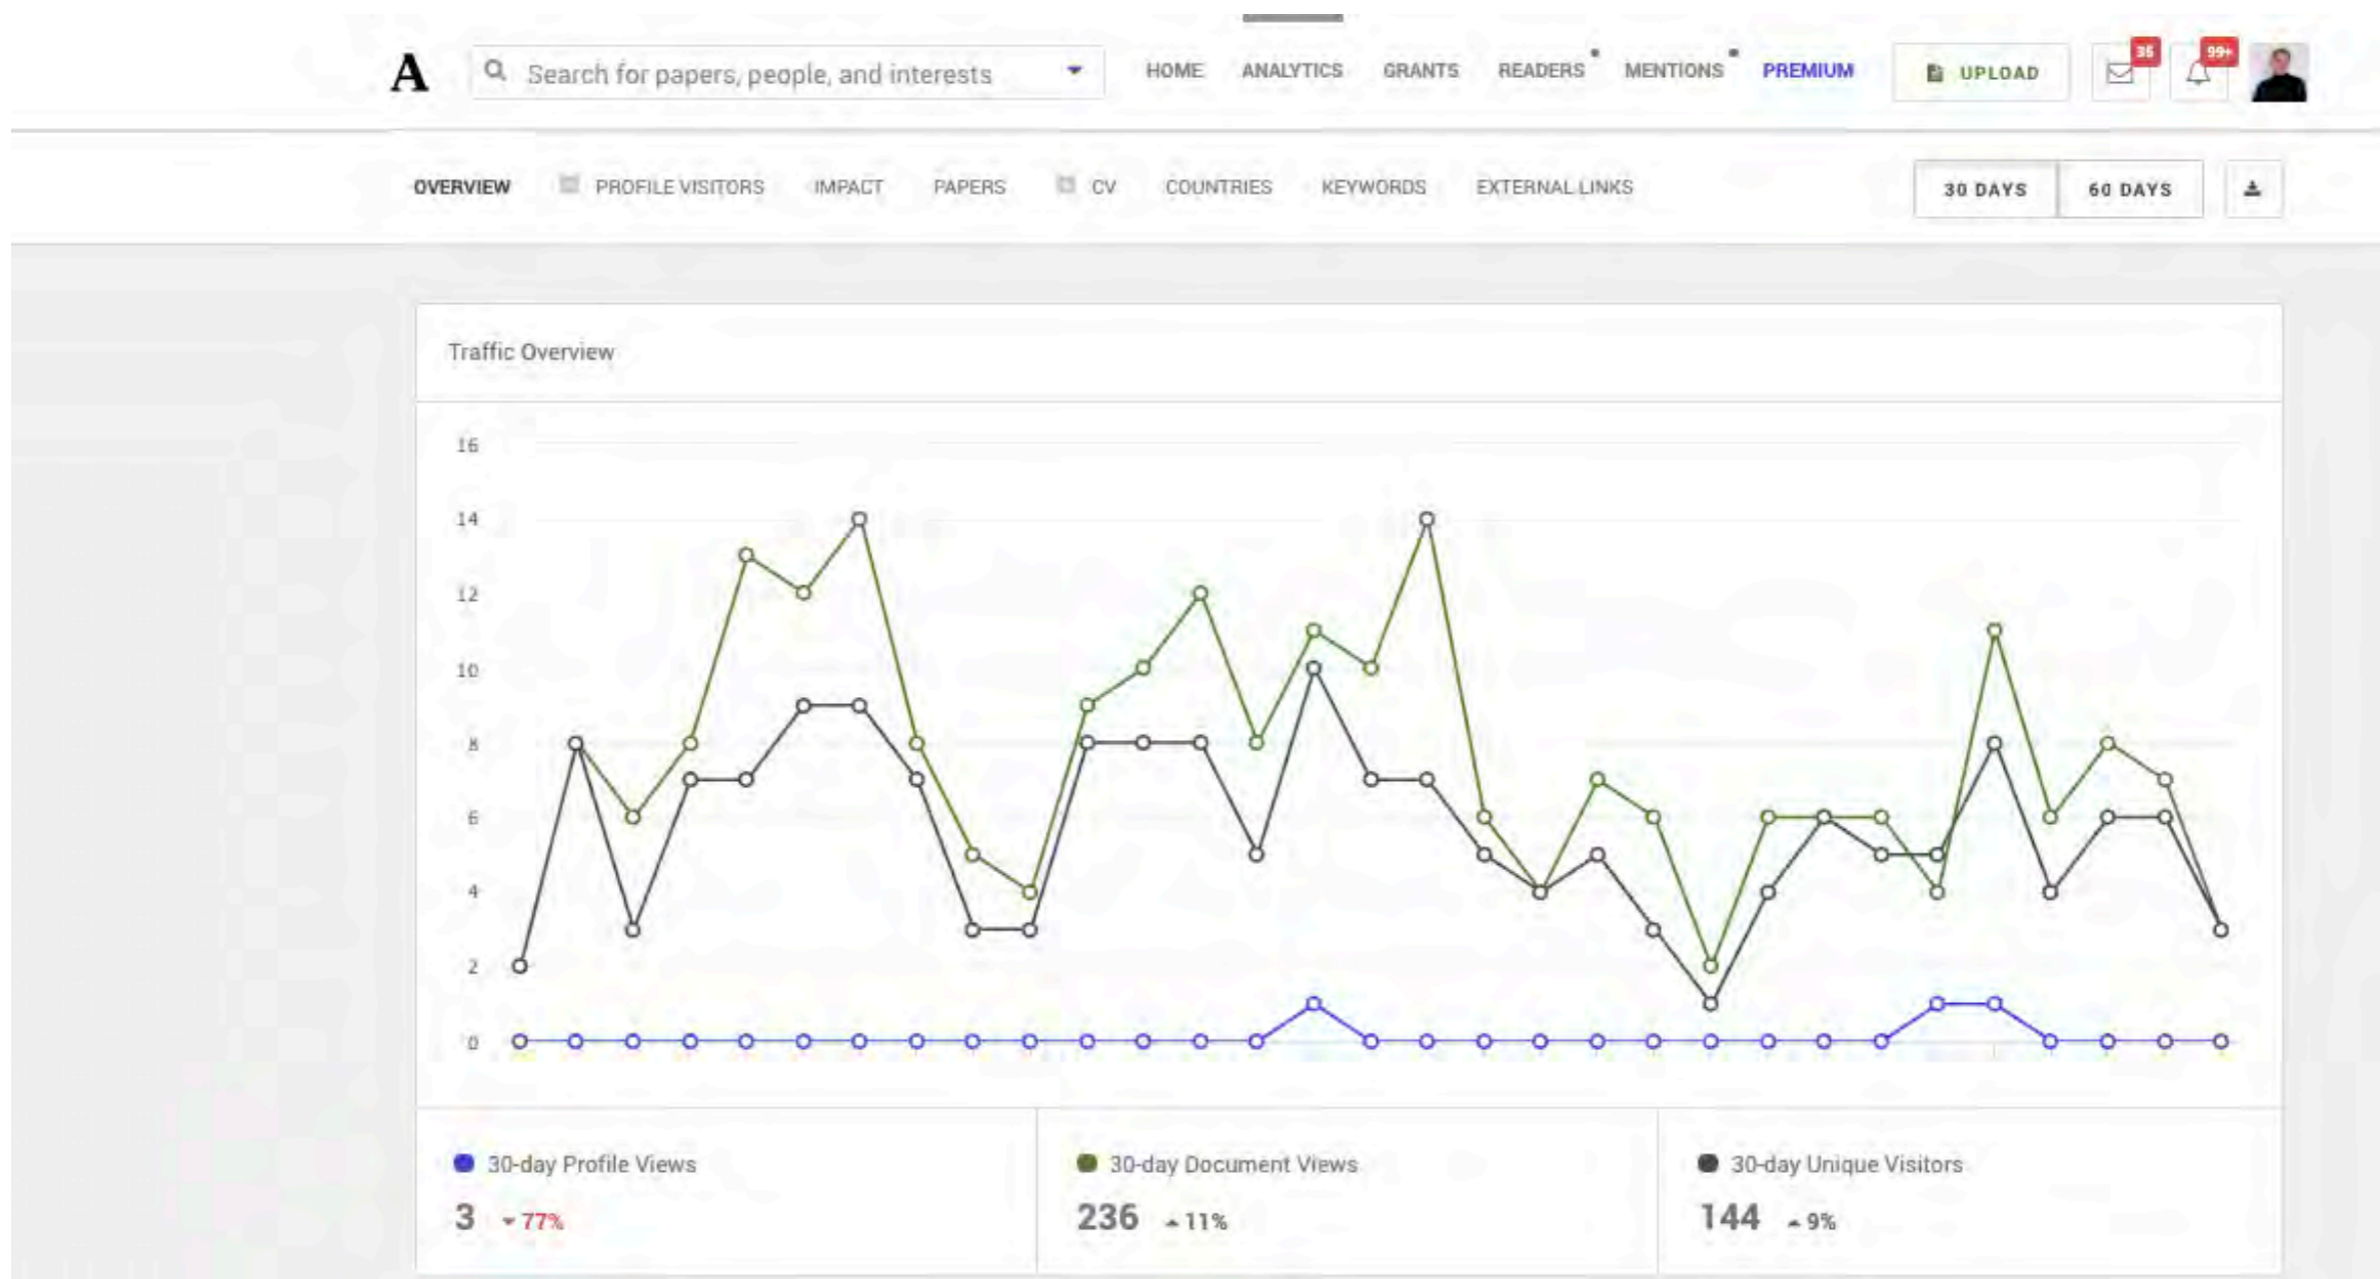 A Search for papers, people, and interests HOME ANALYTICS GRANTS READERS MENTIONS PREMIUM UPLOAD 36 99+
OVERVIEW PROFILE VISITORS IMPACT PAPERS CV COUNTRIES KEYWORDS EXTERNAL LINKS 30 DAYS 60 DAYS
Traffic Overview
16
14
12
10
8
6
4
2
0
30-day Profile Views 30-day Document Views 30-day Unique Visitors
3 77% 236 11% 144 9%